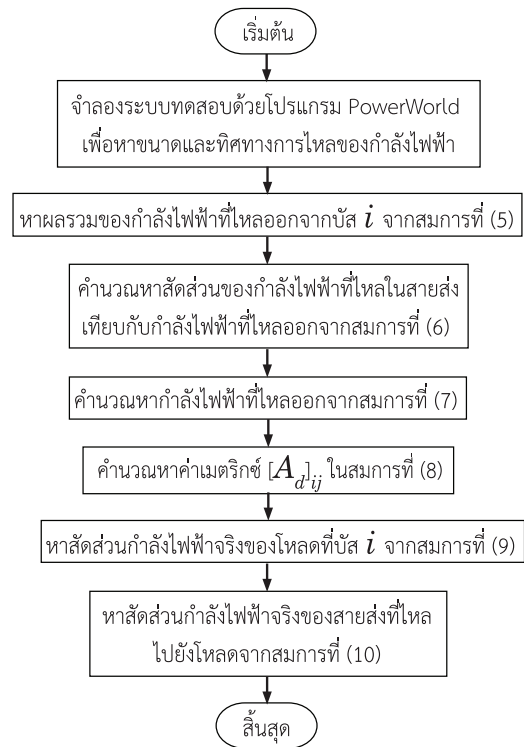 เริ่มต้น
จำลองระบบทดสอบด้วยโปรแกรม PowerWorld
เพื่อหาขนาดและทิศทางการไหลของกำลังไฟฟ้า
หาผลรวมของกำลังไฟฟ้าที่ไหลออกจากบัส i จากสมการที่ (5)
คำนวณหาสัดส่วนของกำลังไฟฟ้าที่ไหลในสายส่ง
เทียบกับกำลังไฟฟ้าที่ไหลออกจากสมการที่ (6)
คำนวณหากำลังไฟฟ้าที่ไหลออกจากสมการที่ (7)
คำนวณหาค่าเมตริกซ์ [A_d]_ij ในสมการที่ (8)
หาสัดส่วนกำลังไฟฟ้าจริงของโหลดที่บัส i จากสมการที่ (9)
หาสัดส่วนกำลังไฟฟ้าจริงของสายส่งที่ไหล
ไปยังโหลดจากสมการที่ (10)
สิ้นสุด